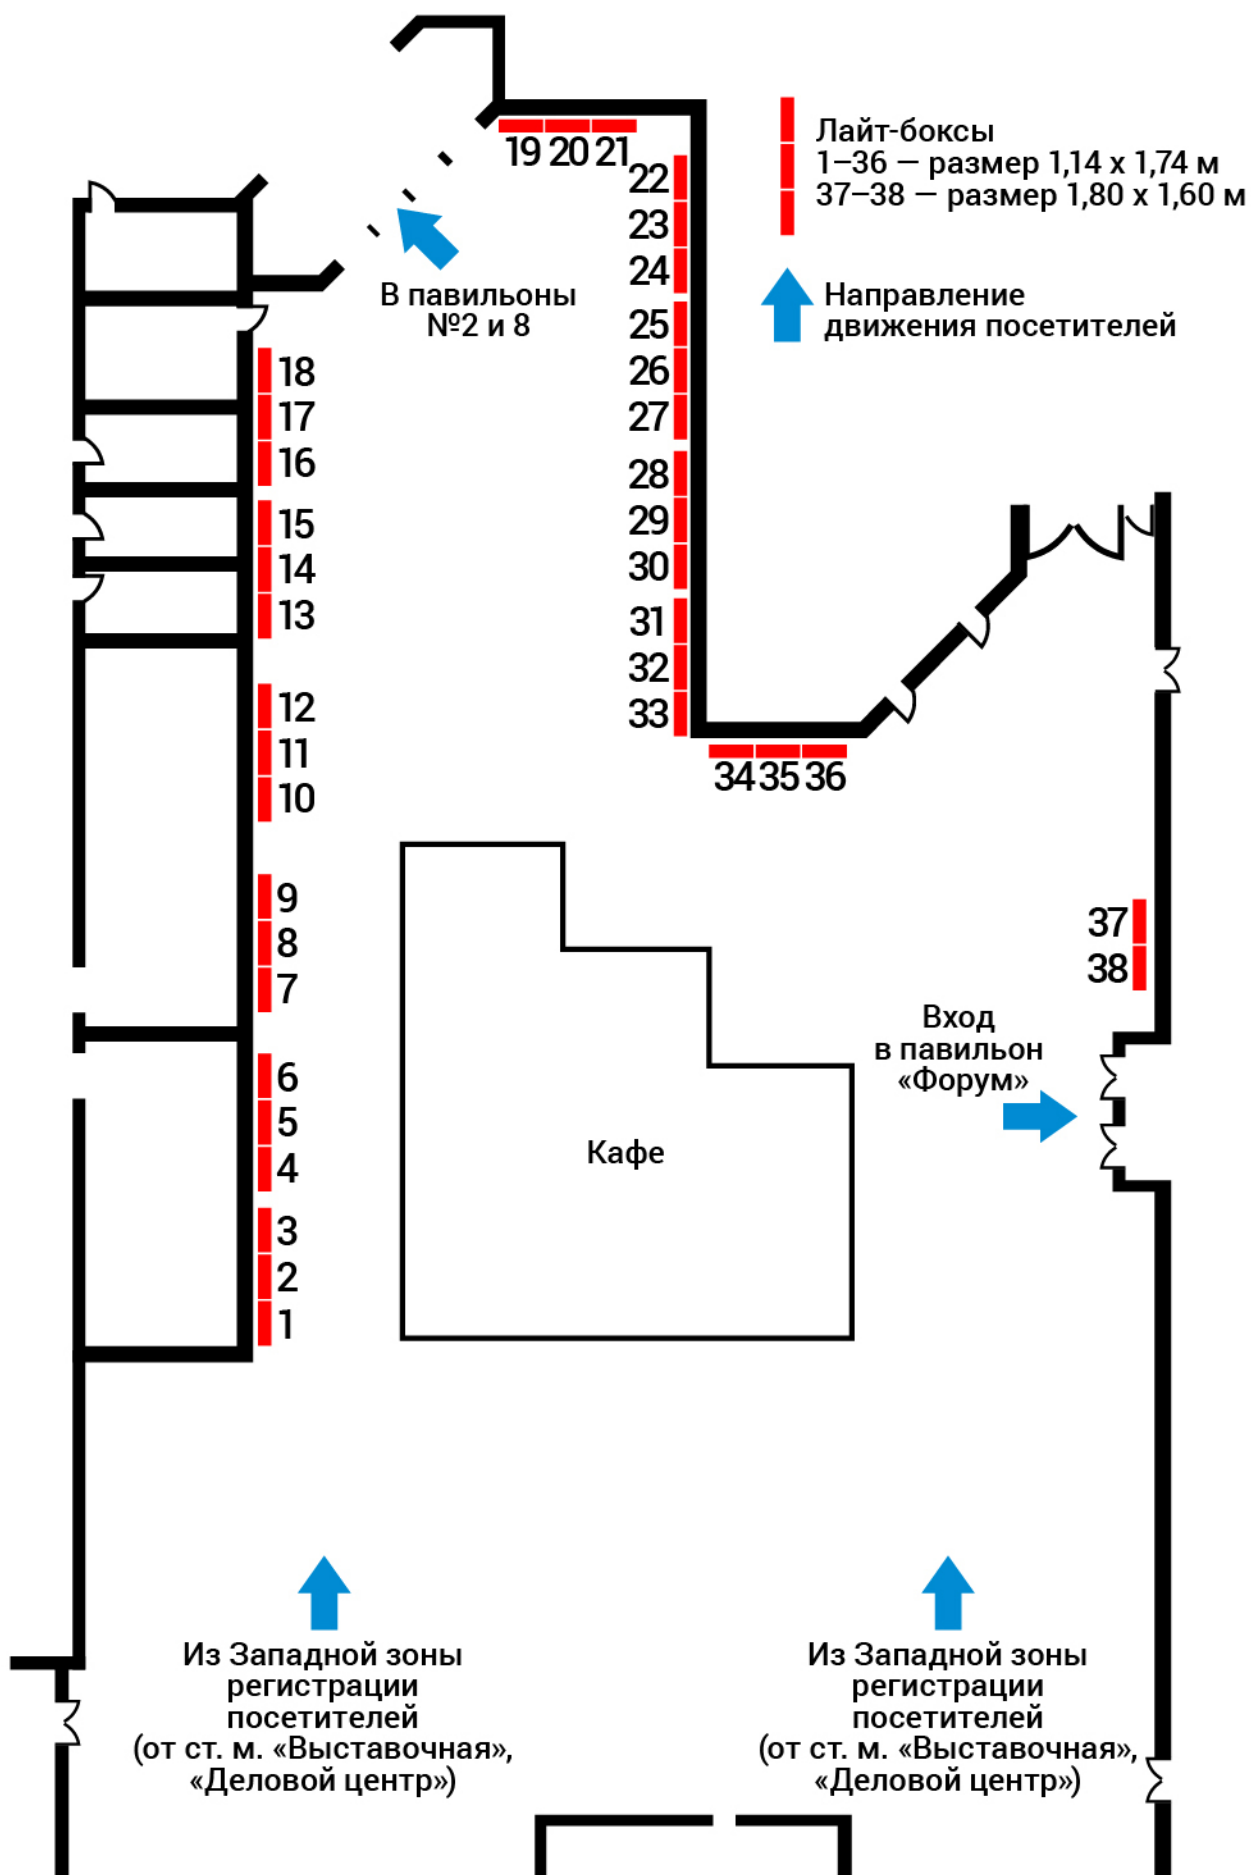 Лайт-боксы
1–36 — размер 1,14 х 1,74 м
37–38 — размер 1,80 х 1,60 м
Направление
движения посетителей
19 20 21
22
23
24
25
26
27
28
29
30
31
32
33
34 35 36
В павильоны
№2 и 8
18
17
16
15
14
13
12
11
10
9
8
7
6
5
4
3
2
1
37
38
Вход
в павильон
«Форум»
Кафе
Из Западной зоны
регистрации
посетителей
(от ст. м. «Выставочная»,
«Деловой центр»)
Из Западной зоны
регистрации
посетителей
(от ст. м. «Выставочная»,
«Деловой центр»)